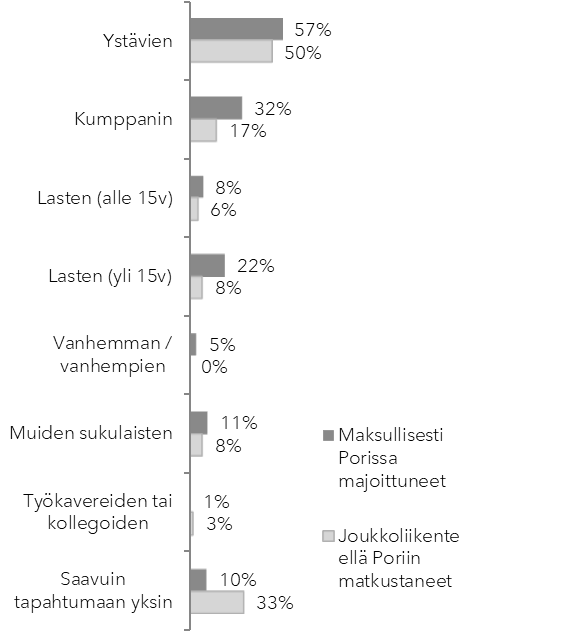 Ystävien
57%
50%
Kumppanin
32%
17%
Lasten (alle 15v)
8%
6%
Lasten (yli 15v)
22%
8%
Vanhemman /
vanhempien
5%
0%
Muiden sukulaisten
11%
8%
Työkavereiden tai
kollegoiden
1%
3%
Saavuin
tapahtumaan yksin
10%
33%
Maksullisesti
Porissa
majoittuneet
Joukkoliikente
ellä Poriin
matkustaneet